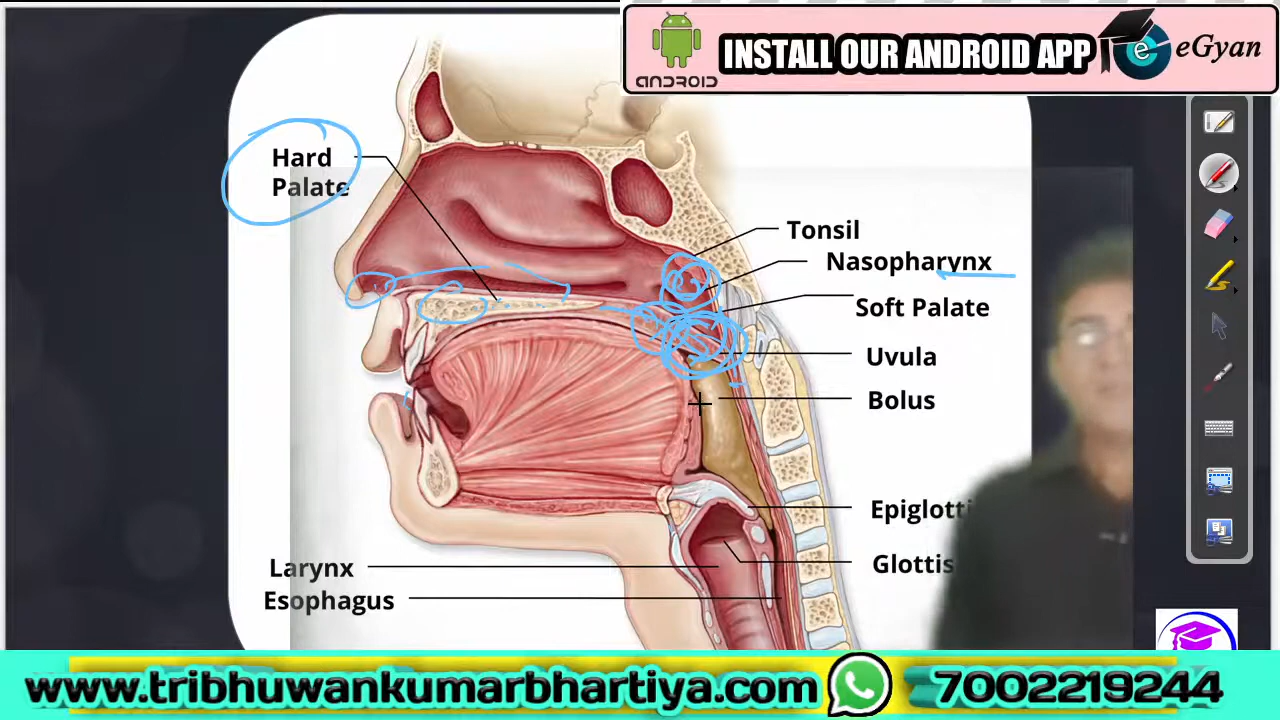 INSTALL OUR ANDROID APP
eGyan
ANDROID
Hard
Palate
Tonsil
Nasopharynx
Soft Palate
Uvula
Bolus
Epiglotti
Glottis
Larynx
Esophagus
www.tribhuwankumarbhartiya.com
7002219244